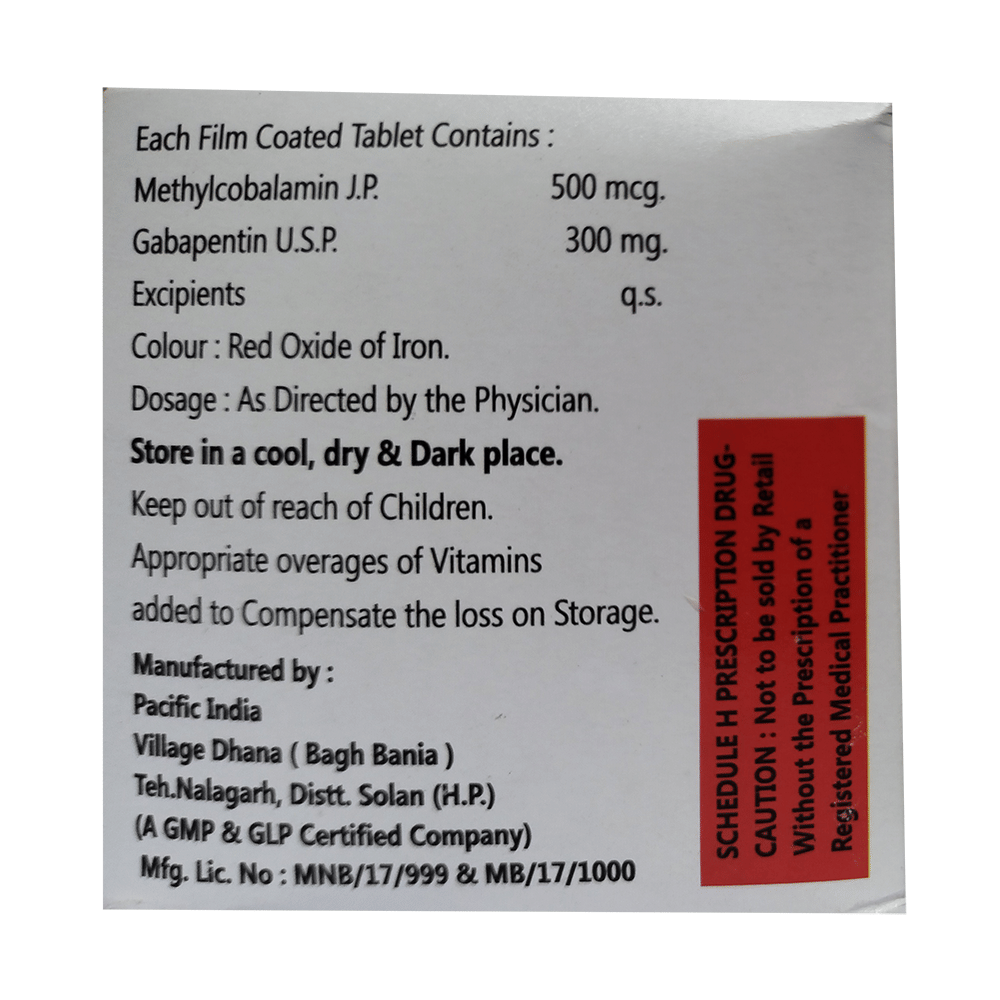 Each Film Coated Tablet Contains :
Methylcobalamin J.P. 500 mcg.
Gabapentin U.S.P. 300 mg.
Excipients q.s.
Colour : Red Oxide of Iron.
Dosage : As Directed by the Physician.
Store in a cool, dry & Dark place.
Keep out of reach of Children.
Appropriate overages of Vitamins
added to Compensate the loss on Storage.
Manufactured by :
Pacific India
Village Dhana ( Bagh Bania )
Teh.Nalagarh, Distt. Solan (H.P.)
(A GMP & GLP Certified Company)
Mfg. Lic. No : MNB/17/999 & MB/17/1000
SCHEDULE H PRESCRIPTION DRUG-
CAUTION : Not to be sold by Retail
Without the Prescription of a
Registered Medical Practitioner